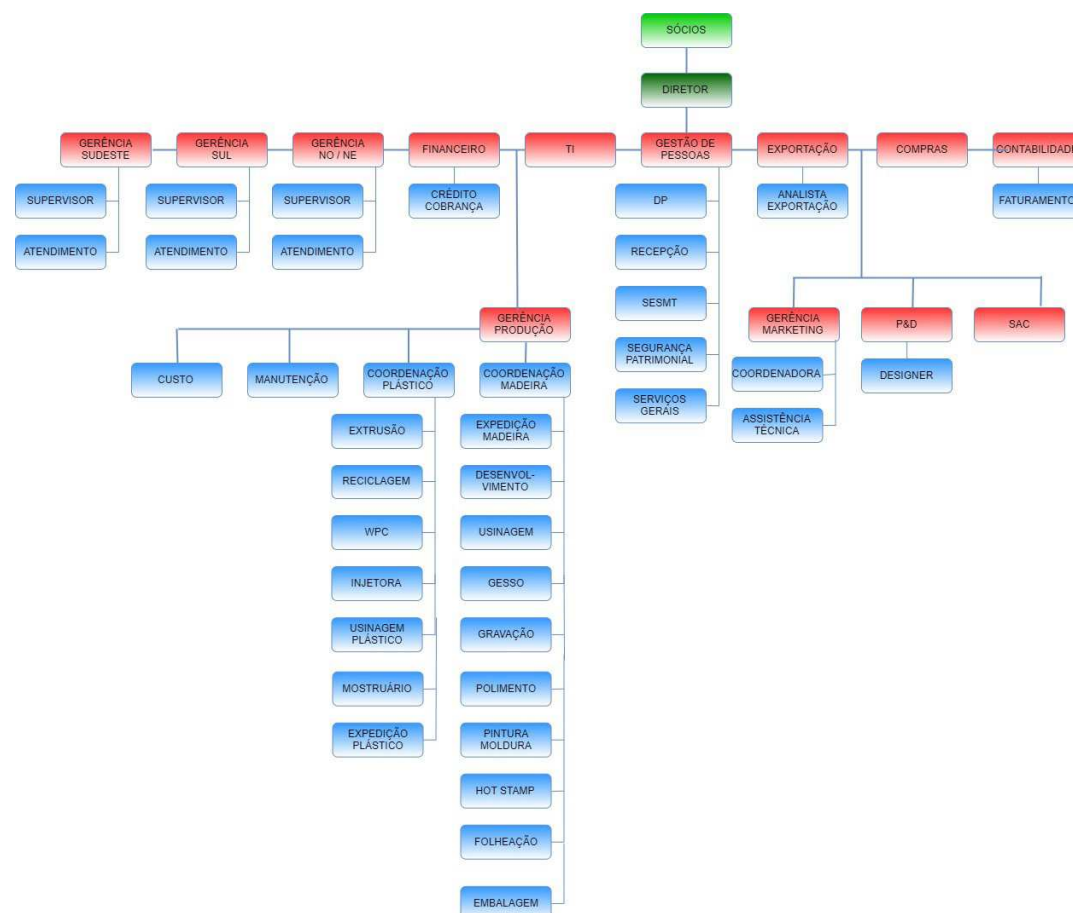 SÓCIOS
DIRETOR
GERÊNCIA
SUDESTE
GERÊNCIA
SUL
GERÊNCIA
NO / NE
FINANCEIRO
TI
GESTÃO DE
PESSOAS
EXPORTAÇÃO
COMPRAS
CONTABILIDADE
SUPERVISOR
SUPERVISOR
SUPERVISOR
CRÉDITO
COBRANÇA
DP
ANALISTA
EXPORTAÇÃO
FATURAMENTO
ATENDIMENTO
ATENDIMENTO
ATENDIMENTO
RECEPÇÃO
SESMT
GERÊNCIA
PRODUÇÃO
GERÊNCIA
MARKETING
P&D
SAC
SEGURANÇA
PATRIMONIAL
CUSTO
MANUTENÇÃO
COORDENAÇÃO
PLÁSTICO
COORDENAÇÃO
MADEIRA
COORDENADORA
DESIGNER
SERVIÇOS
GERAIS
ASSISTÊNCIA
TÉCNICA
EXTRUSÃO
EXPEDIÇÃO
MADEIRA
RECICLAGEM
DESENVOL-
VIMENTO
WPC
USINAGEM
INJETORA
GESSO
USINAGEM
PLÁSTICO
GRAVAÇÃO
MOSTRUÁRIO
POLIMENTO
EXPEDIÇÃO
PLÁSTICO
PINTURA
MOLDURA
HOT STAMP
FOLHEAÇÃO
EMBALAGEM